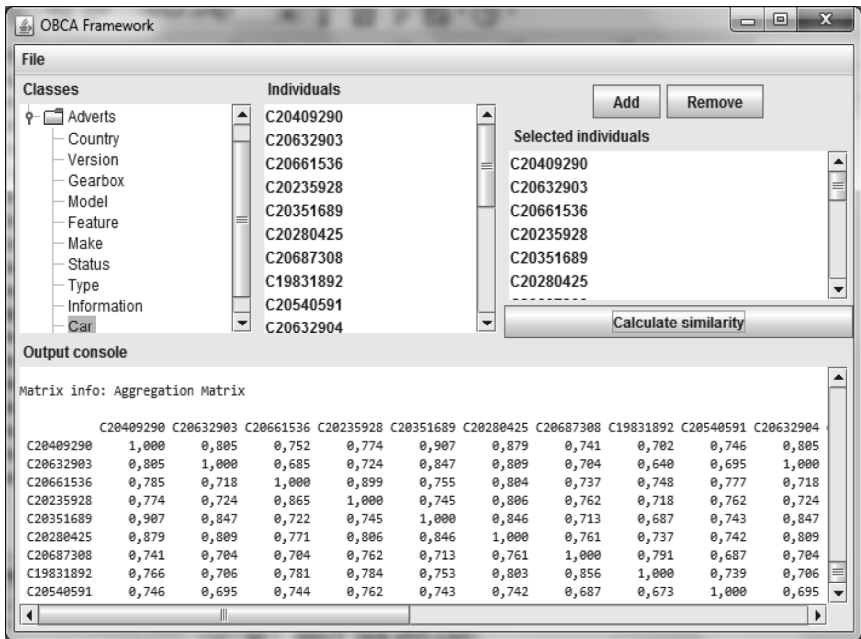 OBCA Framework
File
Classes
Adverts
Country
Version
Gearbox
Model
Feature
Make
Status
Type
Information
Car
Individuals
C20409290
C20632903
C20661536
C20235928
C20351689
C20280425
C20687308
C19831892
C20540591
C20632904
Add Remove
Selected individuals
C20409290
C20632903
C20661536
C20235928
C20351689
C20280425
Calculate similarity
Output console
Matrix info: Aggregation Matrix
C20409290 C20632903 C20661536 C20235928 C20351689 C20280425 C20687308 C19831892 C20540591 C20632904
C20409290 1,000 0,805 0,752 0,774 0,907 0,879 0,741 0,702 0,746 0,805
C20632903 0,805 1,000 0,685 0,724 0,847 0,809 0,704 0,640 0,695 1,000
C20661536 0,785 0,718 1,000 0,899 0,755 0,804 0,737 0,748 0,777 0,718
C20235928 0,774 0,724 0,865 1,000 0,745 0,806 0,762 0,718 0,762 0,724
C20351689 0,907 0,847 0,722 0,745 1,000 0,846 0,713 0,687 0,743 0,847
C20280425 0,879 0,809 0,771 0,806 0,846 1,000 0,761 0,737 0,742 0,809
C20687308 0,741 0,704 0,704 0,762 0,713 0,761 1,000 0,791 0,687 0,704
C19831892 0,766 0,706 0,781 0,784 0,753 0,803 0,856 1,000 0,739 0,706
C20540591 0,746 0,695 0,744 0,762 0,743 0,742 0,687 0,673 1,000 0,695